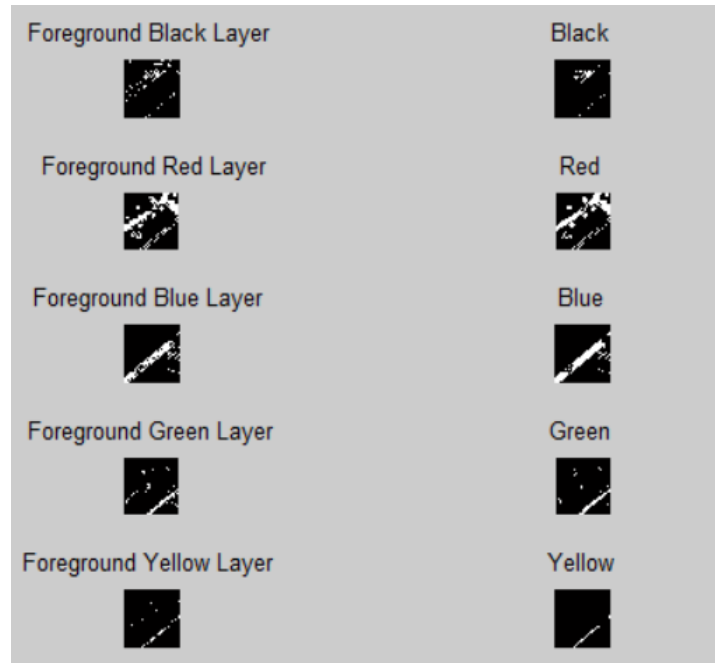 Foreground Black Layer
Black
Foreground Red Layer
Red
Foreground Blue Layer
Blue
Foreground Green Layer
Green
Foreground Yellow Layer
Yellow